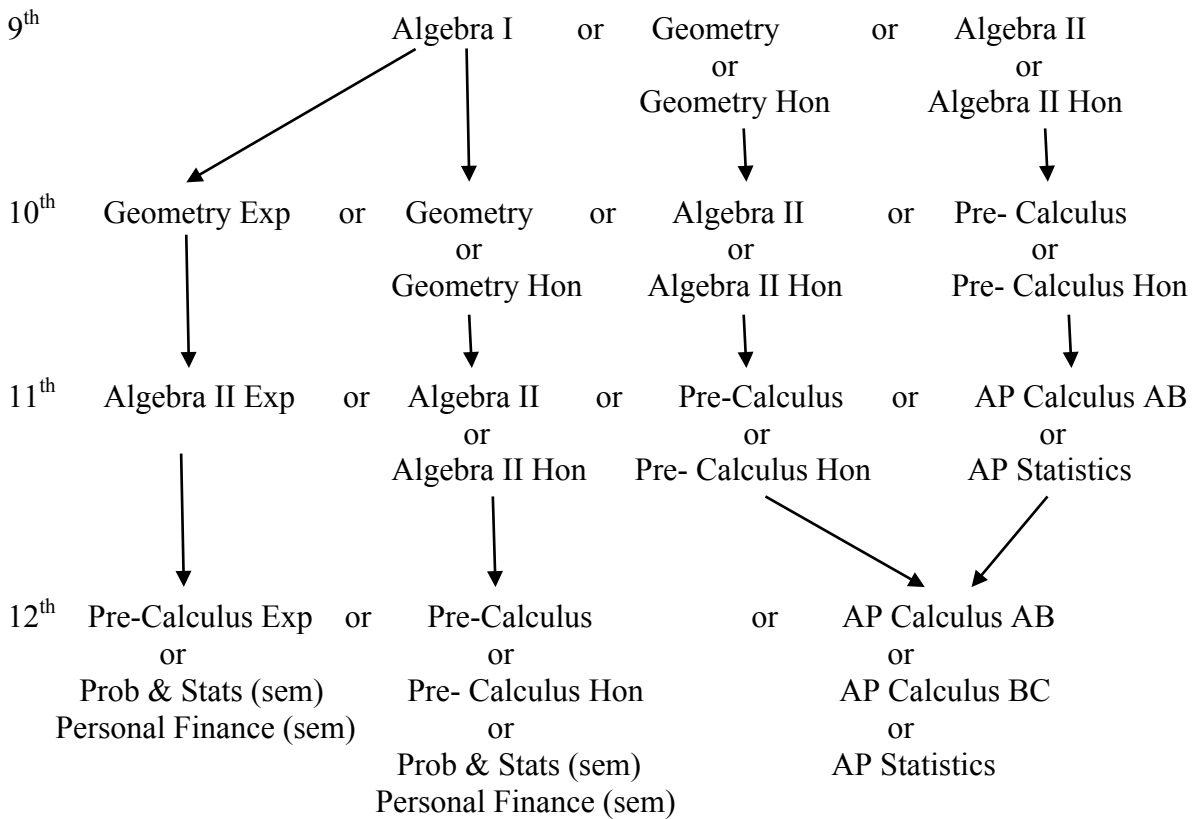 9th Algebra I or Geometry or Algebra II
or or
Geometry Hon Algebra II Hon
10th Geometry Exp or Geometry or Algebra II or Pre- Calculus
or or or
Geometry Hon Algebra II Hon Pre- Calculus Hon
11th Algebra II Exp or Algebra II or Pre-Calculus or AP Calculus AB
or or or
Algebra II Hon Pre- Calculus Hon AP Statistics
12th Pre-Calculus Exp or Pre-Calculus or AP Calculus AB
or or or
Prob & Stats (sem) Pre- Calculus Hon AP Calculus BC
Personal Finance (sem) or or
Prob & Stats (sem) AP Statistics
Personal Finance (sem)